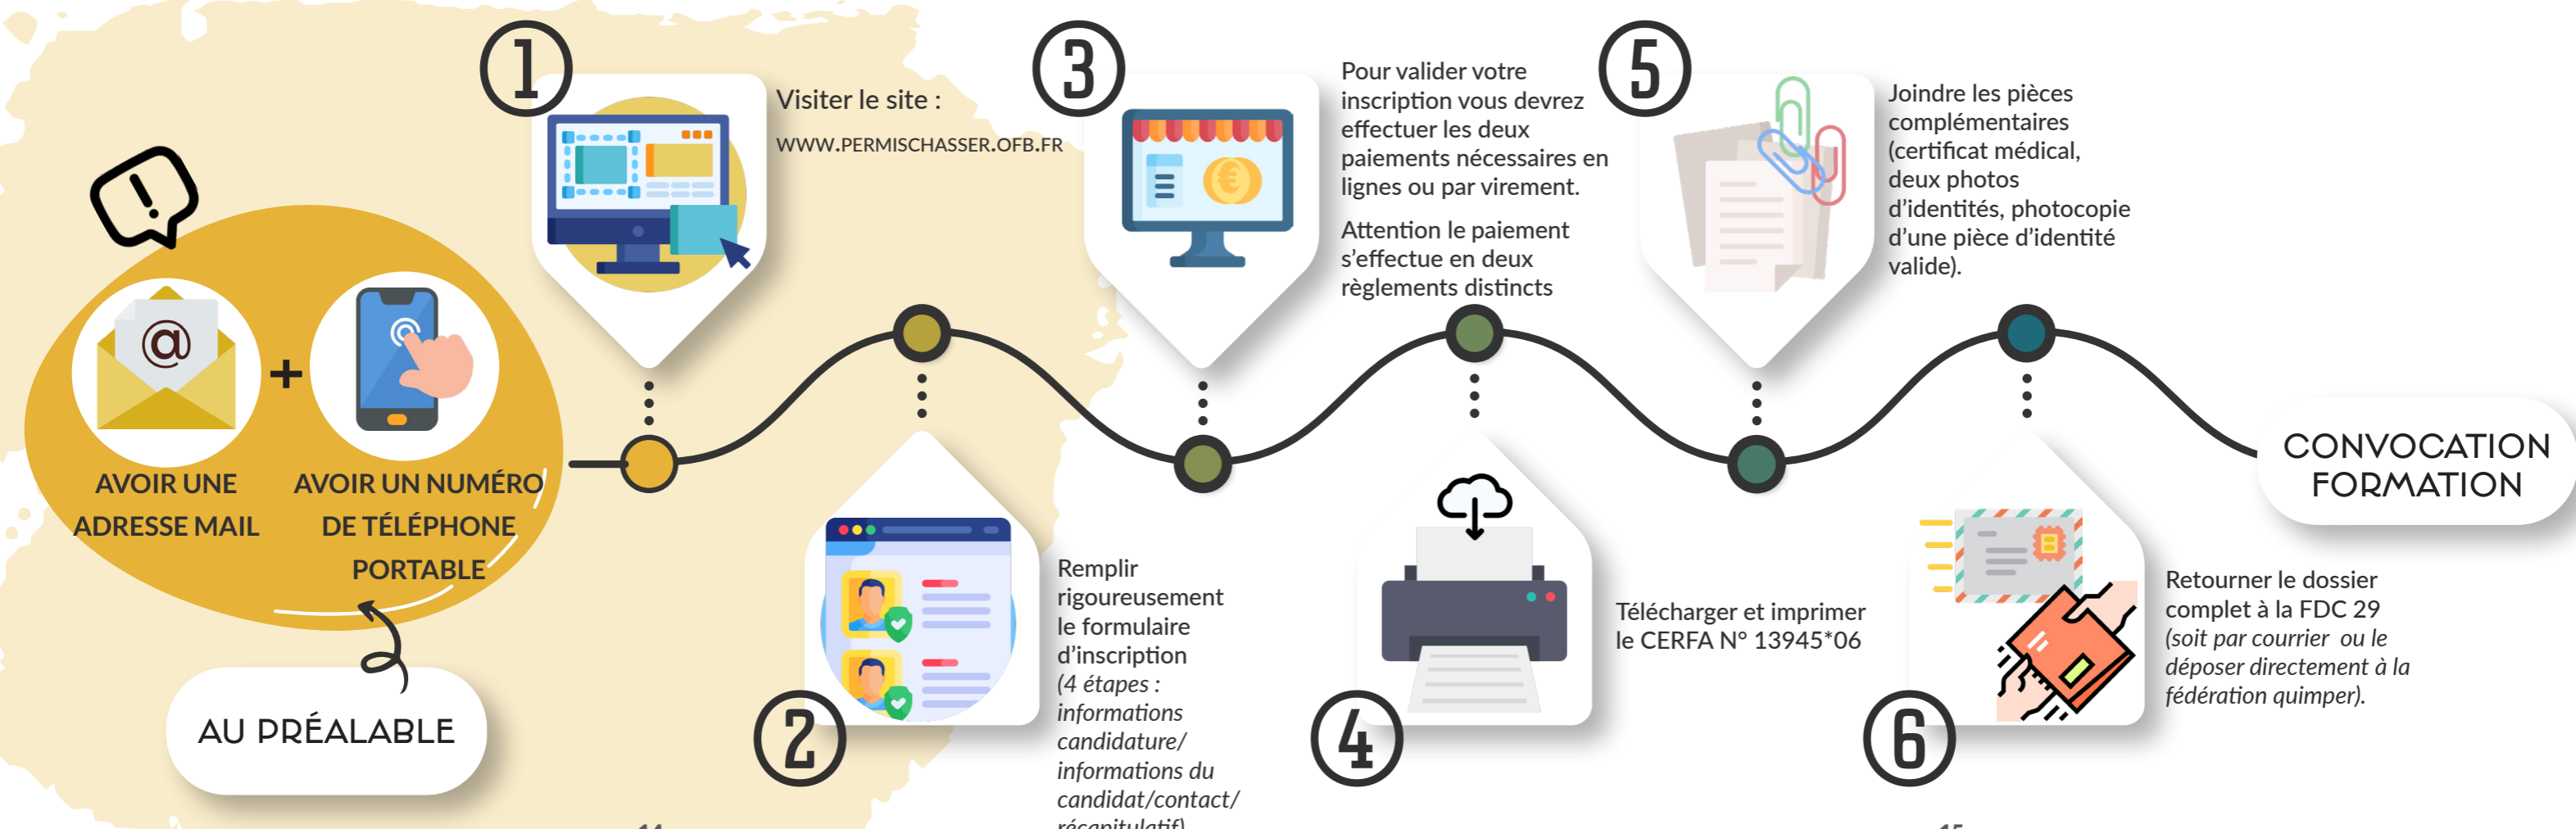 AVOIR UNE
ADRESSE MAIL
@
+
AVOIR UN NUMÉRO
DE TÉLÉPHONE
PORTABLE
AU PRÉALABLE
1
Visiter le site :
WWW.PERMISCHASSER.OFB.FR
2
Remplir
rigoureusement
le formulaire
d'inscription
(4 étapes :
informations
candidature/
informations du
candidat/contact/
récapitulatif)
3
€
Pour valider votre
inscription vous devrez
effectuer les deux
paiements nécessaires en
lignes ou par virement.
Attention le paiement
s'effectue en deux
règlements distincts
4
Télécharger et imprimer
le CERFA N° 13945*06
5
Joindre les pièces
complémentaires
(certificat médical,
deux photos
d'identités, photocopie
d'une pièce d'identité
valide).
6
Retourner le dossier
complet à la FDC 29
(soit par courrier ou le
déposer directement à la
fédération quimper).
CONVOCATION
FORMATION